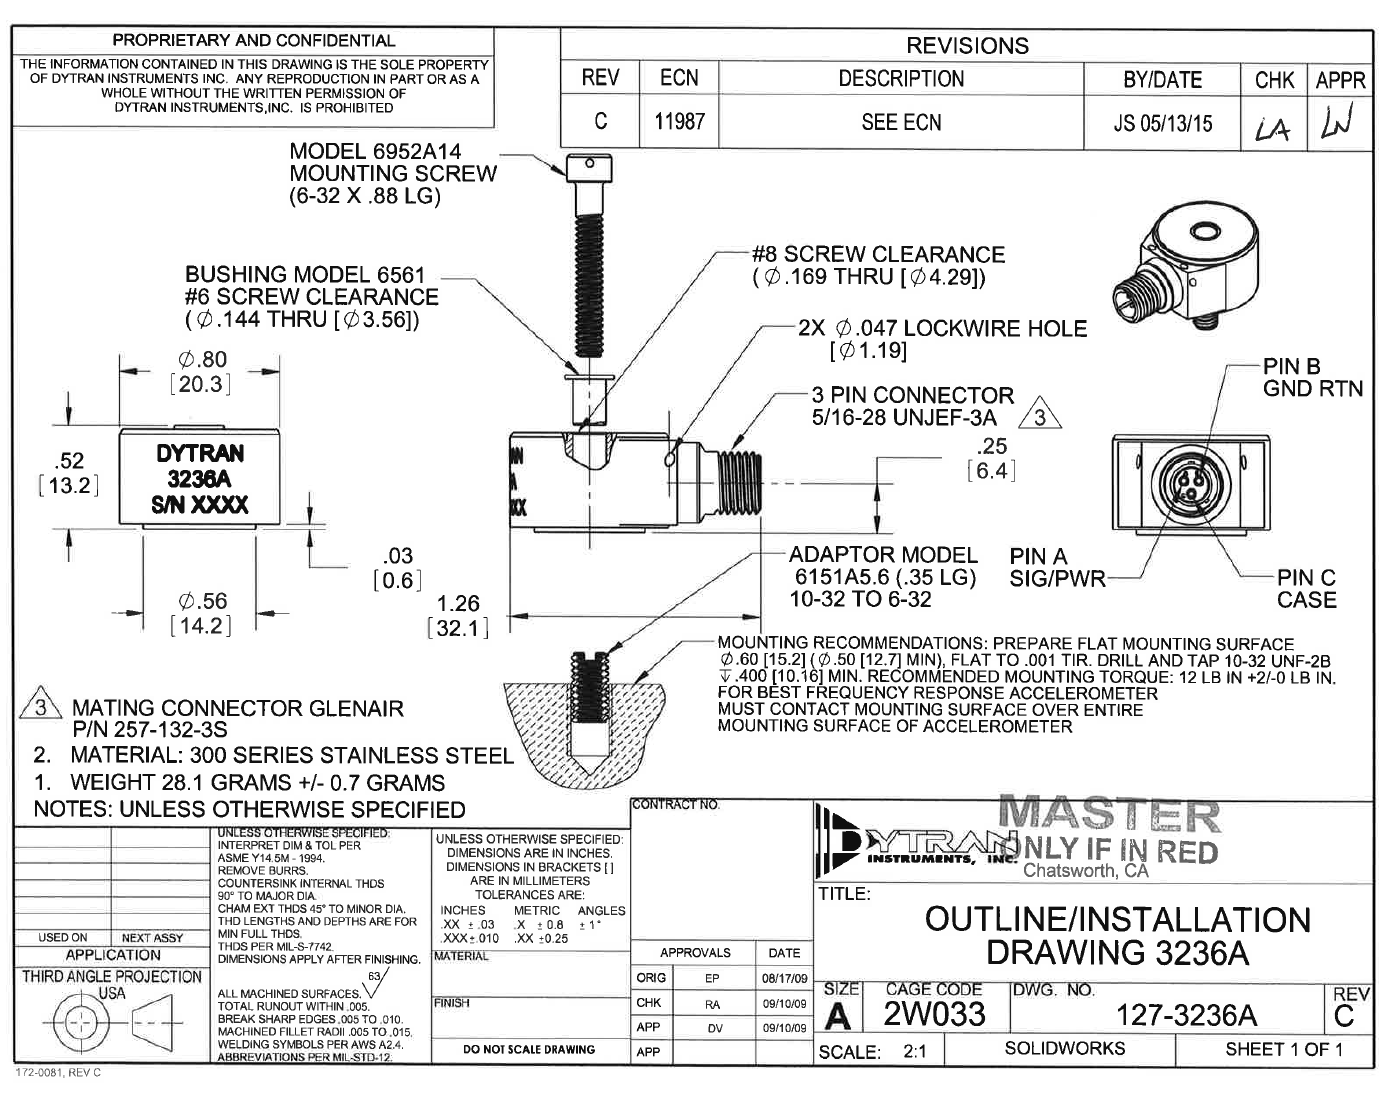 PROPRIETARY AND CONFIDENTIAL
THE INFORMATION CONTAINED IN THIS DRAWING IS THE SOLE PROPERTY
OF DYTRAN INSTRUMENTS INC. ANY REPRODUCTION IN PART OR AS A
WHOLE WITHOUT THE WRITTEN PERMISSION OF
DYTRAN INSTRUMENTS,INC. IS PROHIBITED
REVISIONS
REV ECN DESCRIPTION BY/DATE CHK APPR
C 11987 SEE ECN JS 05/13/15 LA LW
MODEL 6952A14
MOUNTING SCREW
(6-32 X .88 LG)
BUSHING MODEL 6561
#6 SCREW CLEARANCE
(∅.144 THRU [∅3.56])
#8 SCREW CLEARANCE
(∅.169 THRU [∅4.29])
2X ∅.047 LOCKWIRE HOLE
[∅1.19]
3 PIN CONNECTOR
5/16-28 UNJEF-3A 3
PIN B
GND RTN
∅.80
[20.3]
.52
[13.2]
DYTRAN
3236A
S/N XXXX
NN
A
XX
.25
[6.4]
.03
[0.6]
∅.56
[14.2]
1.26
[32.1]
ADAPTOR MODEL
6151A5.6 (.35 LG)
10-32 TO 6-32
PIN A
SIG/PWR
PIN C
CASE
MOUNTING RECOMMENDATIONS: PREPARE FLAT MOUNTING SURFACE
∅.60 [15.2] (∅.50 [12.7] MIN), FLAT TO .001 TIR. DRILL AND TAP 10-32 UNF-2B
↧.400 [10.16] MIN. RECOMMENDED MOUNTING TORQUE: 12 LB IN +2/-0 LB IN.
FOR BEST FREQUENCY RESPONSE ACCELEROMETER
MUST CONTACT MOUNTING SURFACE OVER ENTIRE
MOUNTING SURFACE OF ACCELEROMETER
3 MATING CONNECTOR GLENAIR
P/N 257-132-3S
2. MATERIAL: 300 SERIES STAINLESS STEEL
1. WEIGHT 28.1 GRAMS +/- 0.7 GRAMS
NOTES: UNLESS OTHERWISE SPECIFIED
USED ON NEXT ASSY
APPLICATION
THIRD ANGLE PROJECTION
USA
UNLESS OTHERWISE SPECIFIED:
INTERPRET DIM & TOL PER
ASME Y14.5M - 1994.
REMOVE BURRS.
COUNTERSINK INTERNAL THDS
90° TO MAJOR DIA.
CHAM EXT THDS 45° TO MINOR DIA.
THD LENGTHS AND DEPTHS ARE FOR
MIN FULL THDS.
THDS PER MIL-S-7742.
DIMENSIONS APPLY AFTER FINISHING.
63
ALL MACHINED SURFACES.
TOTAL RUNOUT WITHIN .005.
BREAK SHARP EDGES .005 TO .010.
MACHINED FILLET RADII .005 TO .015.
WELDING SYMBOLS PER AWS A2.4.
ABBREVIATIONS PER MIL-STD-12.
UNLESS OTHERWISE SPECIFIED:
DIMENSIONS ARE IN INCHES.
DIMENSIONS IN BRACKETS [ ]
ARE IN MILLIMETERS
TOLERANCES ARE:
INCHES METRIC ANGLES
.XX ± .03 .X ± 0.8 ± 1°
.XXX±.010 .XX ±0.25
MATERIAL
FINISH
DO NOT SCALE DRAWING
CONTRACT NO.
APPROVALS DATE
ORIG EP 08/17/09
CHK RA 09/10/09
APP DV 09/10/09
APP
DYTRAN
INSTRUMENTS, INC.
MASTER
ONLY IF IN RED
Chatsworth, CA
TITLE:
OUTLINE/INSTALLATION
DRAWING 3236A
SIZE CAGE CODE DWG. NO. REV
A 2W033 127-3236A C
SCALE: 2:1 SOLIDWORKS SHEET 1 OF 1
172-0081, REV C